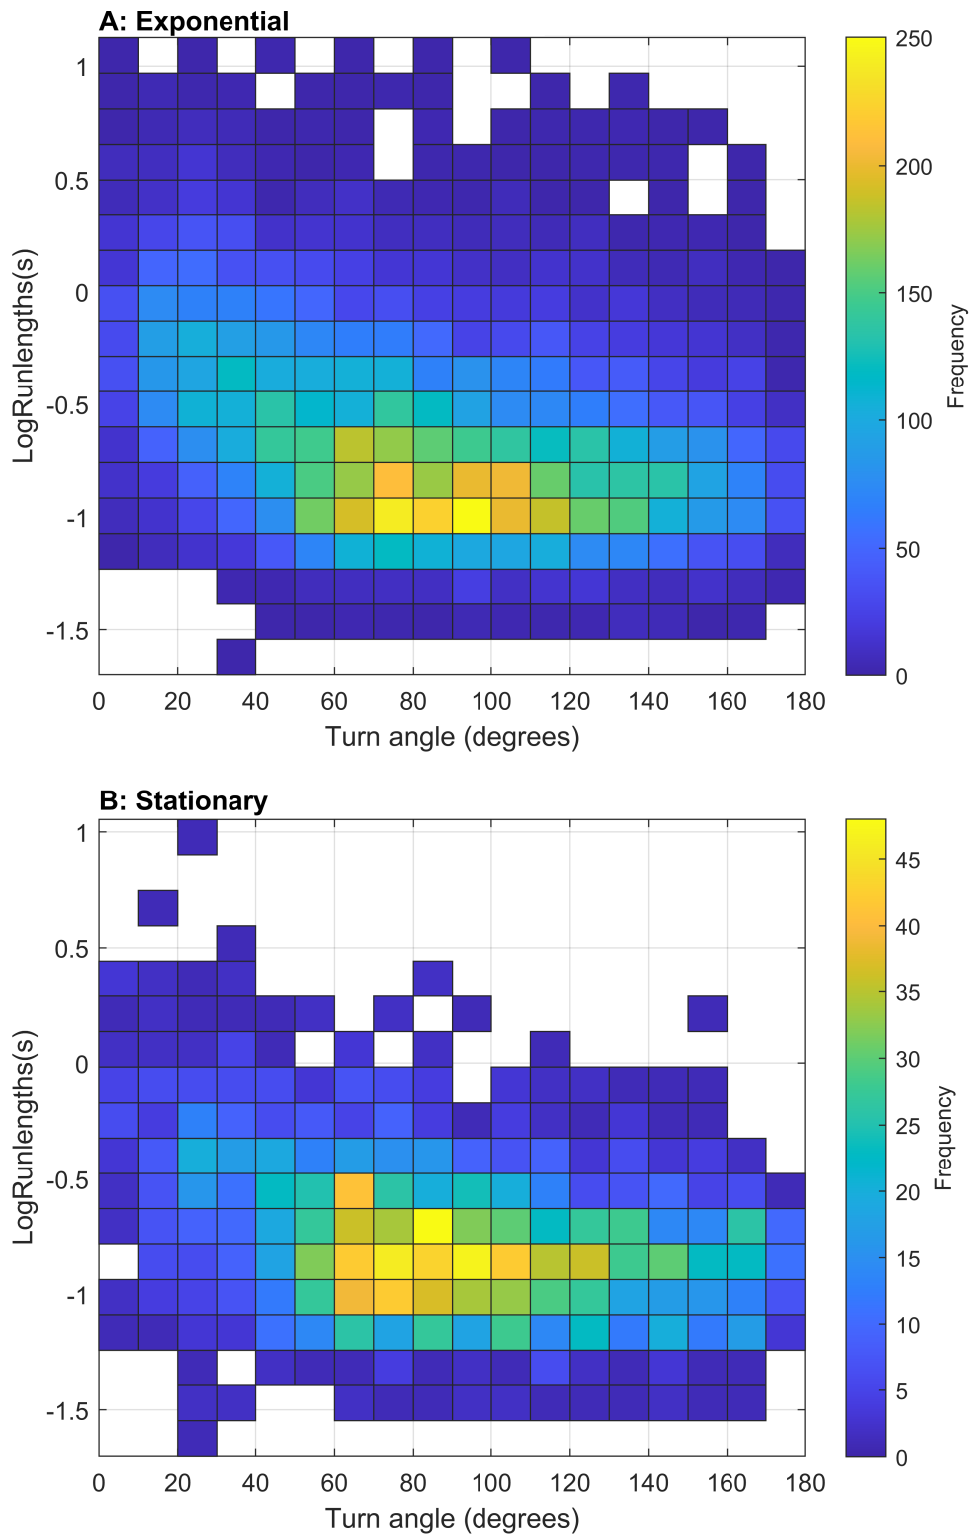 A: Exponential
1
0.5
0
-0.5
-1
-1.5
LogRunlengths(s)
0 20 40 60 80 100 120 140 160 180
Turn angle (degrees)
250
200
150
100
50
0
Frequency
B: Stationary
1
0.5
0
-0.5
-1
-1.5
LogRunlengths(s)
0 20 40 60 80 100 120 140 160 180
Turn angle (degrees)
45
40
35
30
25
20
15
10
5
0
Frequency